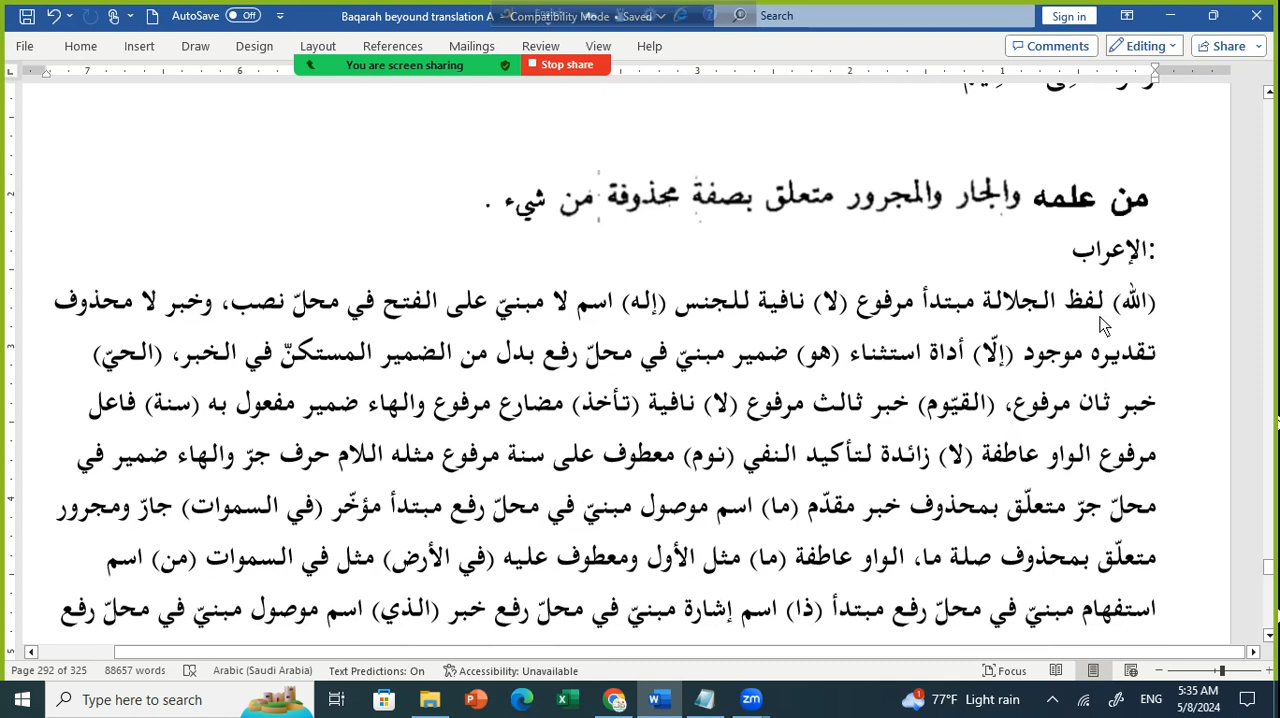 AutoSave Off
Baqarah beyound translation A - Compatibility Mode • Saved
Search
Sign in
File Home Insert Draw Design Layout References Mailings Review View Help
Comments Editing Share
You are screen sharing Stop share
7 6 3 2 1
من علمه والجار والمجرور متعلق بصفة محذوفة من شيء .
:الإعراب
(الله) لفظ الجلالة مبتدأ مرفوع (لا) نافية للجنس (إله) اسم لا مبنيّ على الفتح في محلّ نصب، وخبر لا محذوف
تقديره موجود (إلّا) أداة استثناء (هو) ضمير مبنيّ في محلّ رفع بدل من الضمير المستكنّ في الخبر، (الحيّ)
خبر ثان مرفوع، (القيّوم) خبر ثالث مرفوع (لا) نافية (تأخذ) مضارع مرفوع والهاء ضمير مفعول به (سنة) فاعل
مرفوع الواو عاطفة (لا) زائدة لتأكيد النفي (نوم) معطوف على سنة مرفوع مثله اللام حرف جرّ والهاء ضمير في
محلّ جرّ متعلّق بمحذوف خبر مقدّم (ما) اسم موصول مبنيّ في محلّ رفع مبتدأ مؤخّر (في السموات) جارّ ومجرور
متعلّق بمحذوف صلة ما، الواو عاطفة (ما) مثل الأول ومعطوف عليه (في الأرض) مثل في السموات (من) اسم
استفهام مبنيّ في محلّ رفع مبتدأ (ذا) اسم إشارة مبنيّ في محلّ رفع خبر (الذي) اسم موصول مبنيّ في محلّ رفع
Page 292 of 325 88657 words Arabic (Saudi Arabia) Text Predictions: On Accessibility: Unavailable Focus
Type here to search
77°F Light rain
ENG
5:35 AM
5/8/2024